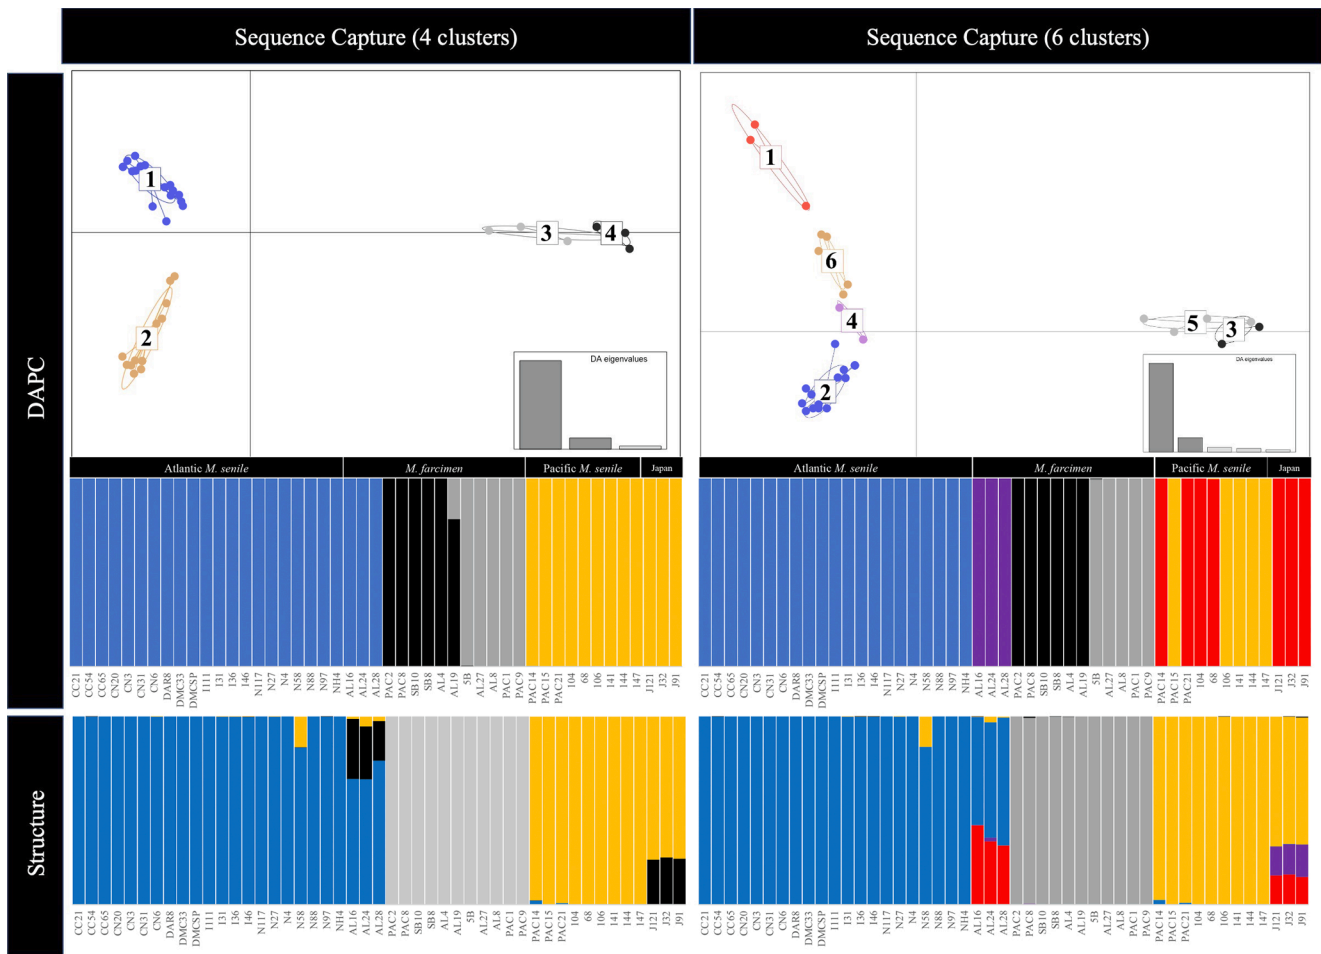 Sequence Capture (4 clusters)
Sequence Capture (6 clusters)
DAPC
1
2
3
4
DA eigenvalues
1
6
4
2
5
3
DA eigenvalues
Atlantic M. senile
M. farcimen
Pacific M. senile
Japan
Atlantic M. senile
M. farcimen
Pacific M. senile
Japan
CC21 CC54 CC65 CN20 CN3 CN31 CN6 DAR8 DMC33 DMCSP I111 I31 I36 I46 N117 N27 N4 N58 N88 N97 NH4 AL16 AL24 AL28 PAC2 PAC8 SB10 SB8 AL4 AL19 5B AL27 AL8 PAC1 PAC9 PAC14 PAC15 PAC21 104 68 106 141 144 147 J121 J32 J91
CC21 CC54 CC65 CN20 CN3 CN31 CN6 DAR8 DMC33 DMCSP I111 I31 I36 I46 N117 N27 N4 N58 N88 N97 NH4 AL16 AL24 AL28 PAC2 PAC8 SB10 SB8 AL4 AL19 5B AL27 AL8 PAC1 PAC9 PAC14 PAC15 PAC21 104 68 106 141 144 147 J121 J32 J91
Structure
CC21 CC54 CC65 CN20 CN3 CN31 CN6 DAR8 DMC33 DMCSP I111 I31 I36 I46 N117 N27 N4 N58 N88 N97 NH4 AL16 AL24 AL28 PAC2 PAC8 SB10 SB8 AL4 AL19 5B AL27 AL8 PAC1 PAC9 PAC14 PAC15 PAC21 104 68 106 141 144 147 J121 J32 J91
CC21 CC54 CC65 CN20 CN3 CN31 CN6 DAR8 DMC33 DMCSP I111 I31 I36 I46 N117 N27 N4 N58 N88 N97 NH4 AL16 AL24 AL28 PAC2 PAC8 SB10 SB8 AL4 AL19 5B AL27 AL8 PAC1 PAC9 PAC14 PAC15 PAC21 104 68 106 141 144 147 J121 J32 J91